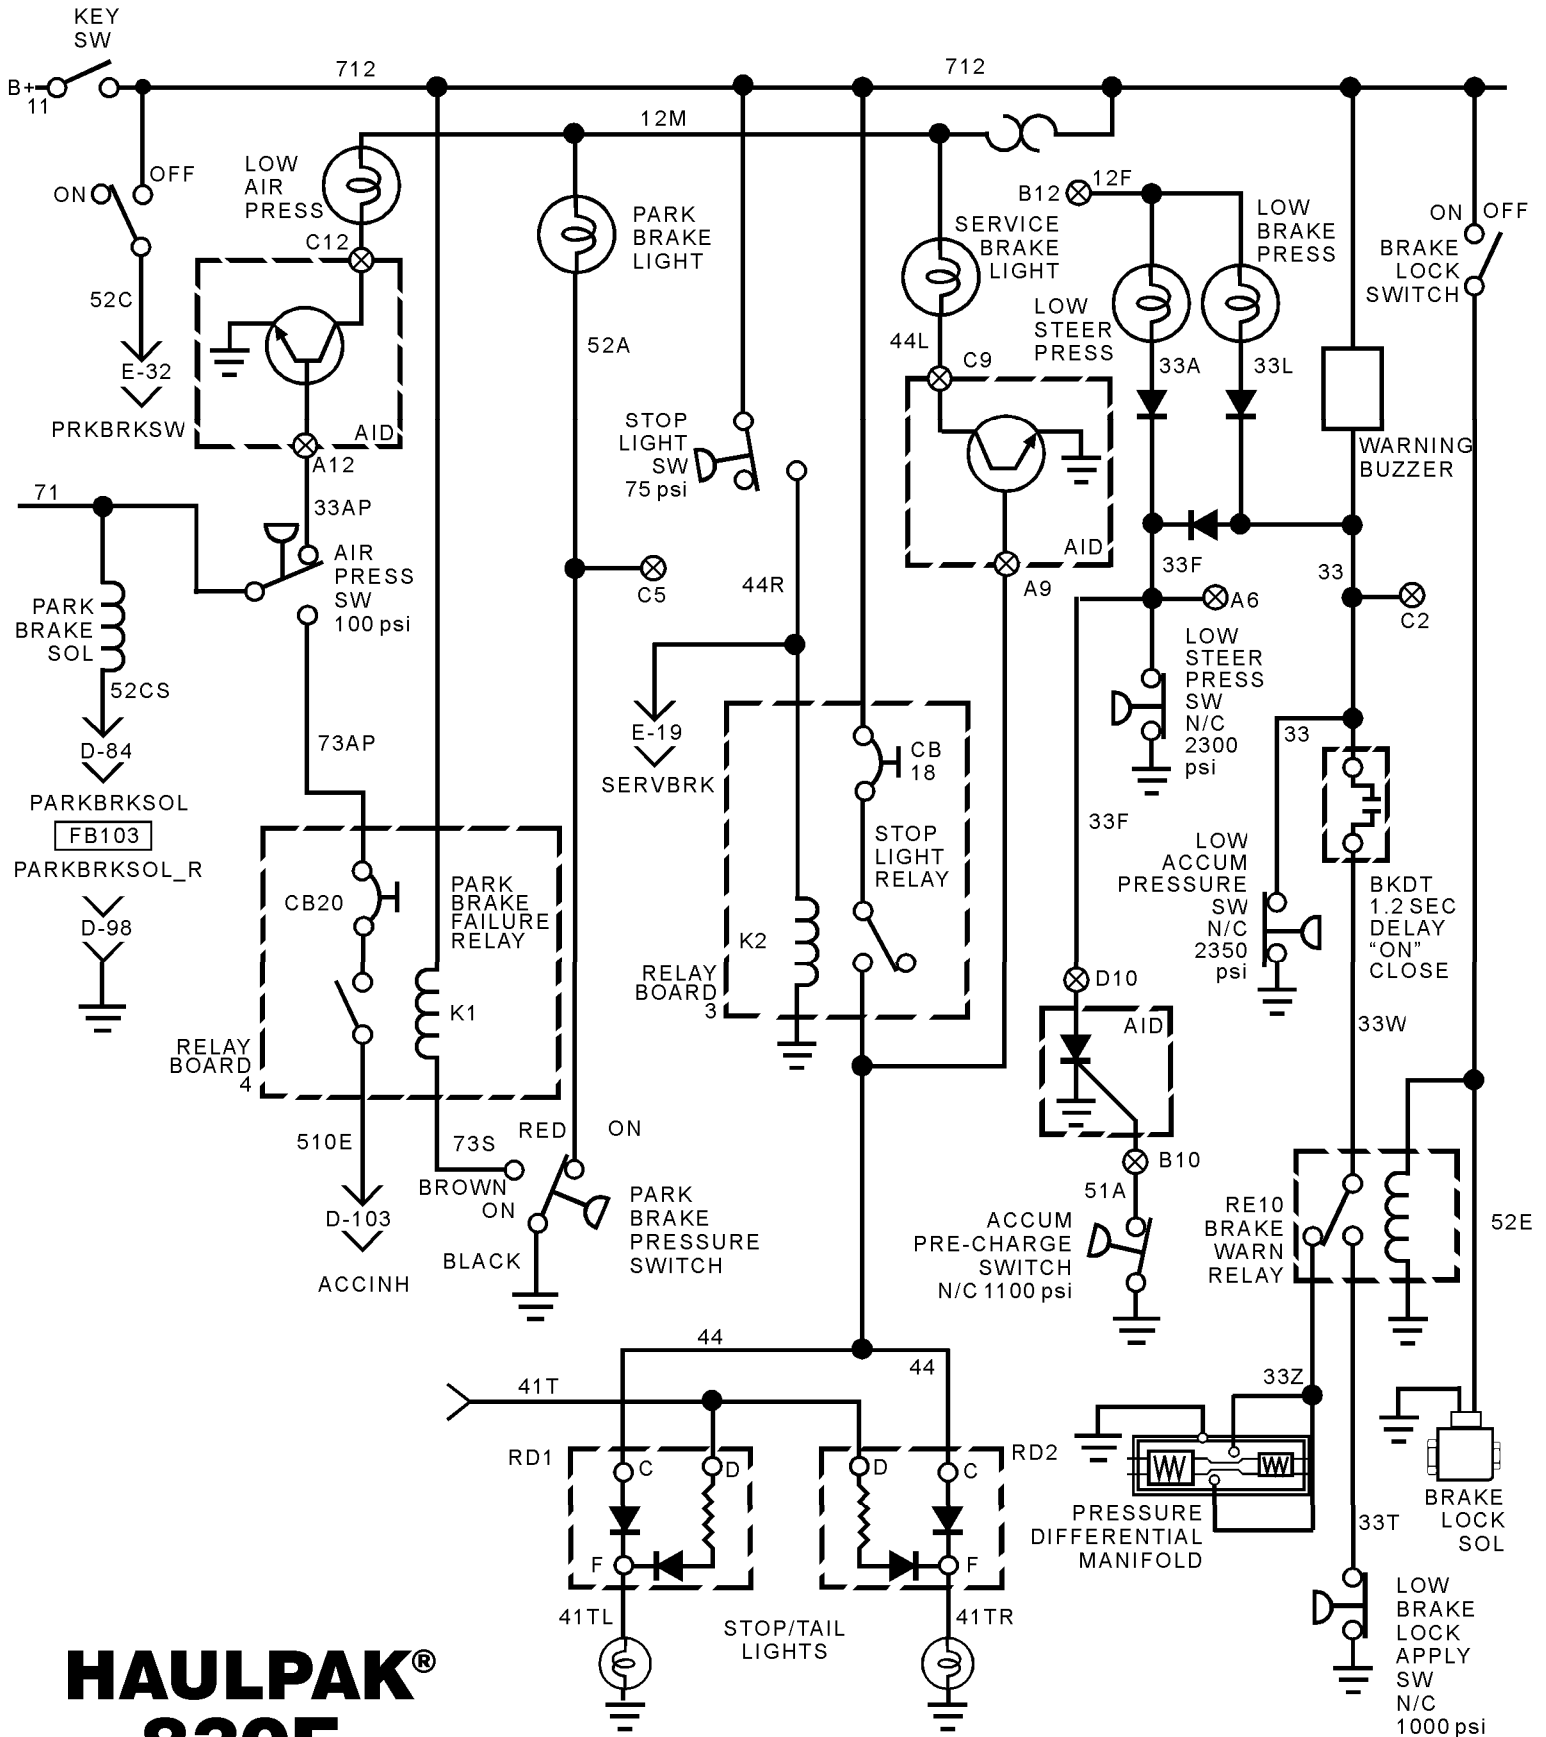 KEY
SW
B+
11
712
712
12M
ON
OFF
LOW
AIR
PRESS
C12
52C
E-32
PRKBRKSW
AID
A12
PARK
BRAKE
LIGHT
52A
B12
12F
SERVICE
BRAKE
LIGHT
LOW
BRAKE
PRESS
ON
OFF
BRAKE
LOCK
SWITCH
LOW
STEER
PRESS
44L
C9
33A
33L
STOP
LIGHT
SW
75 psi
WARNING
BUZZER
71
33AP
AIR
PRESS
SW
100 psi
PARK
BRAKE
SOL
52CS
D-84
PARKBRKSOL
FB103
PARKBRKSOL_R
D-98
C5
44R
AID
A9
33F
A6
33
C2
LOW
STEER
PRESS
SW
N/C
2300
psi
73AP
E-19
SERVBRK
CB
18
33
STOP
LIGHT
RELAY
33F
LOW
ACCUM
PRESSURE
SW
N/C
2350
psi
BKDT
1.2 SEC
DELAY
“ON”
CLOSE
CB20
PARK
BRAKE
FAILURE
RELAY
K2
RELAY
BOARD
3
K1
RELAY
BOARD
4
D10
AID
33W
510E
73S
RED
ON
BROWN
ON
BLACK
PARK
BRAKE
PRESSURE
SWITCH
D-103
ACCINH
B10
51A
ACCUM
PRE-CHARGE
SWITCH
N/C 1100 psi
RE10
BRAKE
WARN
RELAY
52E
44
44
41T
33Z
RD1
C
D
D
C
RD2
F
F
PRESSURE
DIFFERENTIAL
MANIFOLD
BRAKE
LOCK
SOL
33T
41TL
STOP/TAIL
LIGHTS
41TR
LOW
BRAKE
LOCK
APPLY
SW
N/C
1000 psi
HAULPAK®